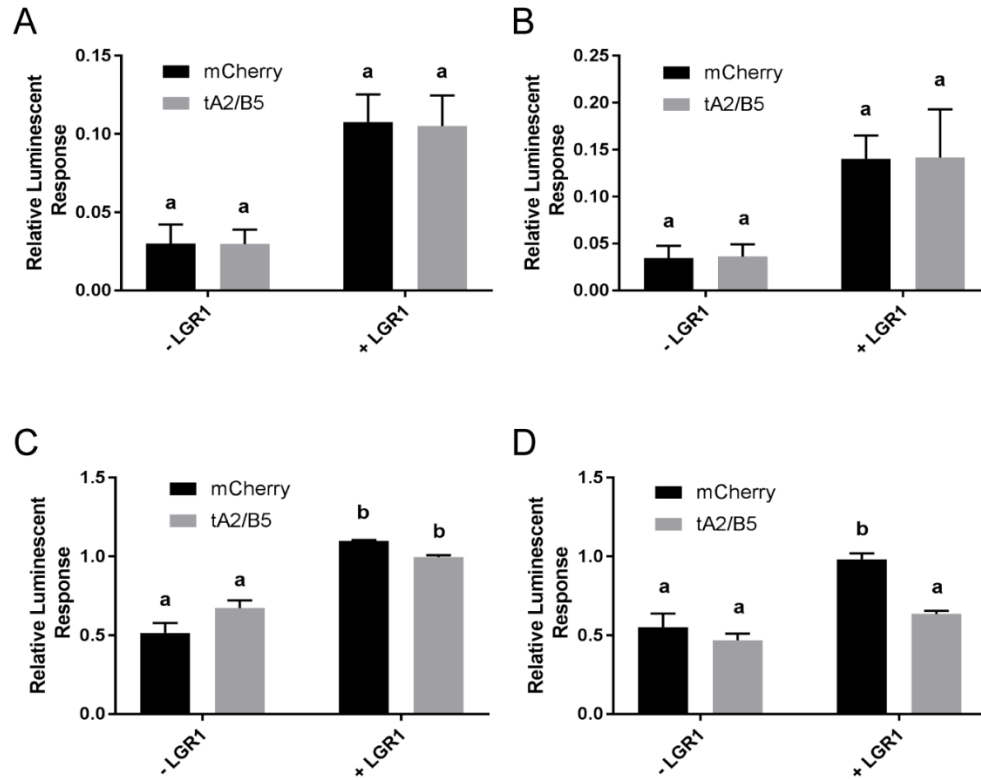 A
Relative Luminescent
Response
0.15
0.10
0.05
0.00
mCherry
tA2/B5
a
a
a
a
- LGR1
+ LGR1
B
Relative Luminescent
Response
0.25
0.20
0.15
0.10
0.05
0.00
mCherry
tA2/B5
a
a
a
a
- LGR1
+ LGR1
C
Relative Luminescent
Response
1.5
1.0
0.5
0.0
mCherry
tA2/B5
a
a
b
b
- LGR1
+ LGR1
D
Relative Luminescent
Response
1.5
1.0
0.5
0.0
mCherry
tA2/B5
a
a
b
a
- LGR1
+ LGR1